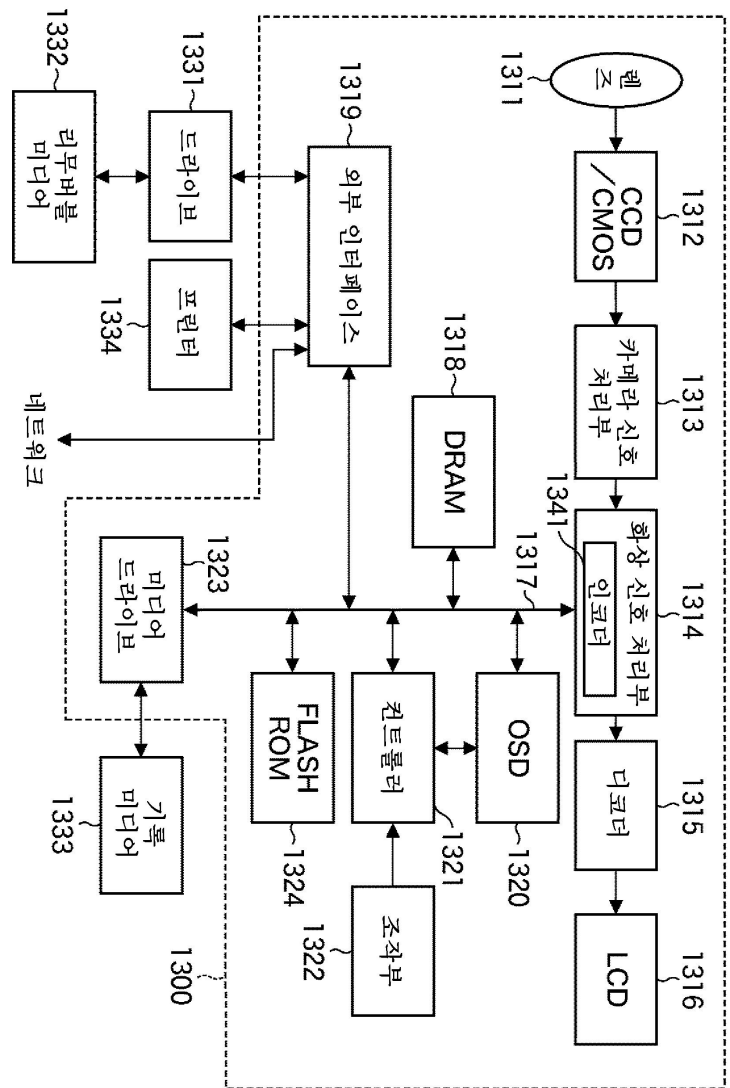 1311
렌
즈
1312
CCD
/CMOS
1313
카메라 신호
처리부
1314
화상 신호 처리부
1341
인코더
1315
디코더
1316
LCD
1317
1318
DRAM
1319
외부 인터페이스
1320
OSD
1321
컨트롤러
1322
조작부
1324
FLASH
ROM
1323
미디어
드라이브
1333
기록
미디어
1331
드라이브
1332
리무버블
미디어
1334
프린터
네트워크
1300